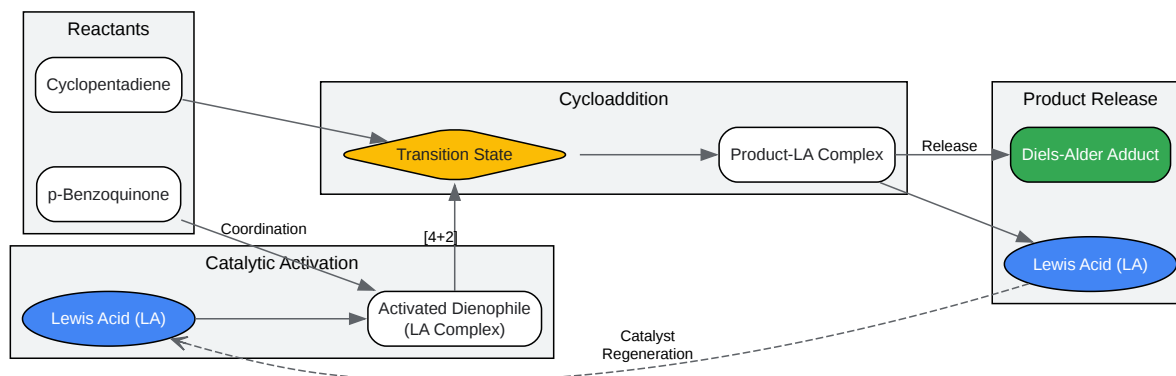 Reactants
Cyclopentadiene
p-Benzoquinone
Cycloaddition
Transition State
Product-LA Complex
Release
Product Release
Diels-Alder Adduct
Lewis Acid (LA)
Coordination
[4+2]
Catalytic Activation
Lewis Acid (LA)
Activated Dienophile
(LA Complex)
Catalyst
Regeneration